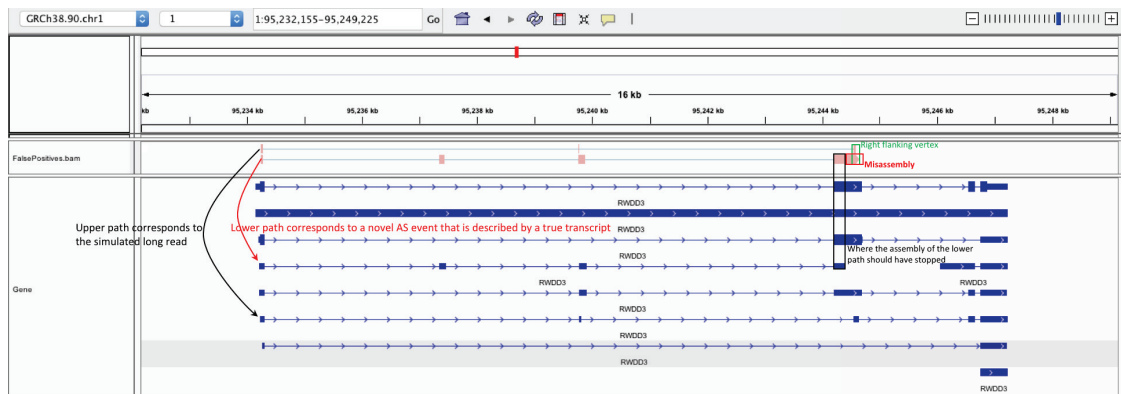 GRCh38.90.chr1 1 1:95,232,155-95,249,225 Go
16 kb
kb 95,234 kb 95,236 kb 95,238 kb 95,240 kb 95,242 kb 95,244 kb 95,246 kb 95,248 kb
Right flanking vertex
FalsePositives.bam
Misassembly
RWDD3
Upper path corresponds to
the simulated long read
Lower path corresponds to a novel AS event that is described by a true transcript
RWDD3
RWDD3
Where the assembly of the lower
path should have stopped
Gene
RWDD3 RWDD3
RWDD3
RWDD3
RWDD3
RWDD3